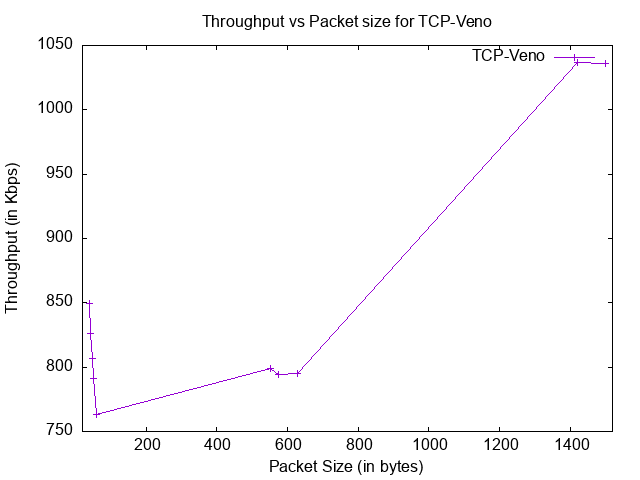 Throughput vs Packet size for TCP-Veno
TCP-Veno
1050
1000
950
900
850
800
750
Throughput (in Kbps)
200 400 600 800 1000 1200 1400
Packet Size (in bytes)